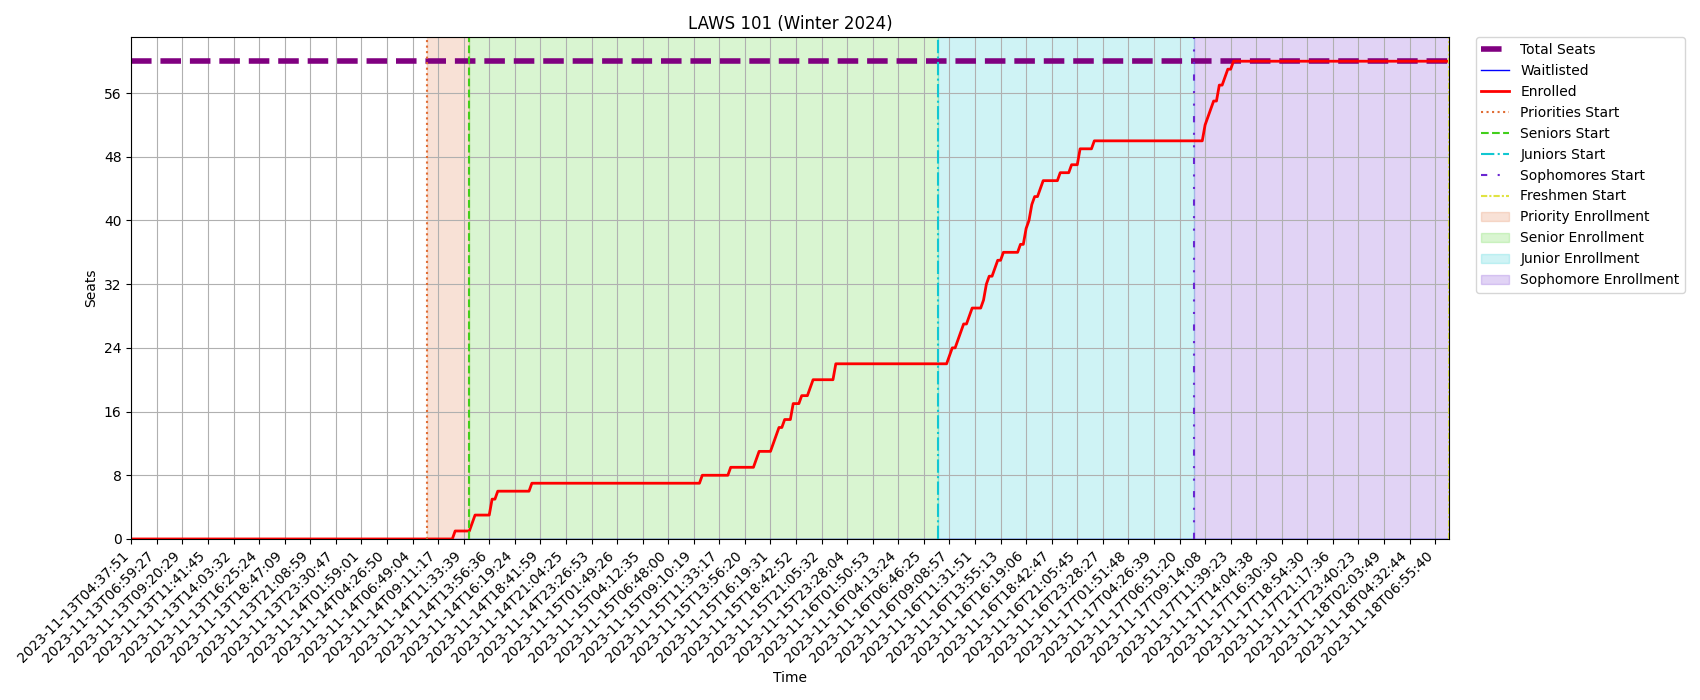 LAWS 101 (Winter 2024)
Total Seats
Waitlisted
Enrolled
Priorities Start
Seniors Start
Juniors Start
Sophomores Start
Freshmen Start
Priority Enrollment
Senior Enrollment
Junior Enrollment
Sophomore Enrollment
Seats
56
48
40
32
24
16
8
0
2023-11-13T04:37:51
2023-11-13T06:59:27
2023-11-13T09:20:29
2023-11-13T11:41:45
2023-11-13T14:03:32
2023-11-13T16:25:24
2023-11-13T18:47:09
2023-11-13T21:08:59
2023-11-13T23:30:47
2023-11-14T01:59:01
2023-11-14T04:26:50
2023-11-14T06:49:04
2023-11-14T09:11:17
2023-11-14T11:33:39
2023-11-14T13:56:36
2023-11-14T16:19:24
2023-11-14T18:41:59
2023-11-14T21:04:25
2023-11-14T23:26:53
2023-11-15T01:49:26
2023-11-15T04:12:35
2023-11-15T06:48:00
2023-11-15T09:10:19
2023-11-15T11:33:17
2023-11-15T13:56:20
2023-11-15T16:19:31
2023-11-15T18:42:52
2023-11-15T21:05:32
2023-11-15T23:28:04
2023-11-16T01:50:53
2023-11-16T04:13:24
2023-11-16T06:46:25
2023-11-16T09:08:57
2023-11-16T11:31:51
2023-11-16T13:55:13
2023-11-16T16:19:06
2023-11-16T18:42:47
2023-11-16T21:05:45
2023-11-16T23:28:27
2023-11-17T01:51:48
2023-11-17T04:26:39
2023-11-17T06:51:20
2023-11-17T09:14:08
2023-11-17T11:39:23
2023-11-17T14:04:38
2023-11-17T16:30:30
2023-11-17T18:54:30
2023-11-17T21:17:36
2023-11-17T23:40:23
2023-11-18T02:03:49
2023-11-18T04:32:44
2023-11-18T06:55:40
Time